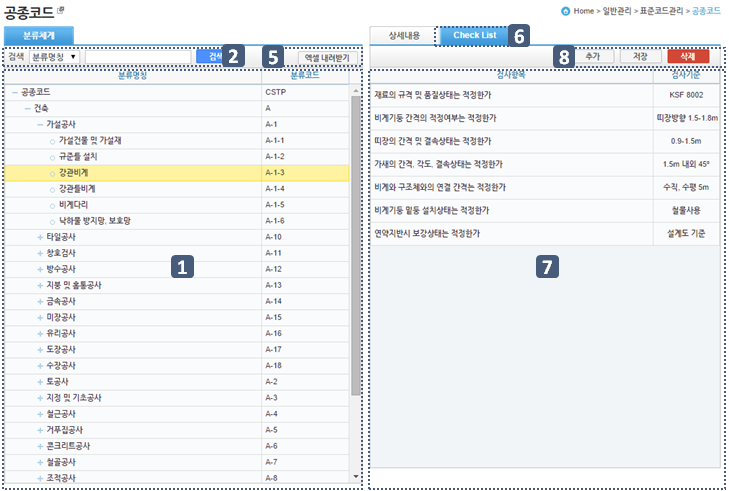 공종코드
Home > 일반관리 > 표준코드관리 > 공종코드
분류체계
검색 분류명칭 ▼ 검색 2 5 엑셀 내려받기
분류명칭 분류코드
공종코드 CSTP
건축 A
가설공사 A-1
가설건물 및 가설재 A-1-1
규준틀 설치 A-1-2
강관비계 A-1-3
강관틀비계 A-1-4
비계다리 A-1-5
낙하물 방지망, 보호망 A-1-6
타일공사 A-10
창호검사 A-11
방수공사 A-12
1
지붕 및 홈통공사 A-13
금속공사 A-14
미장공사 A-15
유리공사 A-16
도장공사 A-17
수장공사 A-18
토공사 A-2
지정 및 기초공사 A-3
철근공사 A-4
거푸집공사 A-5
콘크리트공사 A-6
철골공사 A-7
조적공사 A-8
상세내용 Check List 6
8 추가 저장 삭제
검사항목 검사기준
재료의 규격 및 품질상태는 적정한가 KSF 8002
비계기둥 간격의 적정여부는 적정한가 띠장방향 1.5-1.8m
띠장의 간격 및 결속상태는 적정한가 0.9-1.5m
가새의 간격, 각도, 결속상태는 적정한가 1.5m 내외 45º
비계와 구조체와의 연결 간격는 적정한가 수직, 수평 5m
비계기둥 밑둥 설치상태는 적정한가 철물사용
연약지반시 보강상태는 적정한가 설계도 기준
7